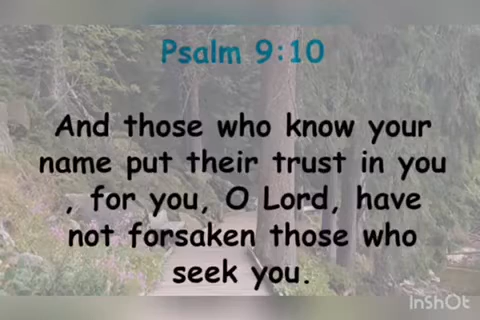 Psalm 9:10
And those who know your
name put their trust in you
, for you, O Lord, have
not forsaken those who
seek you.
InShOt